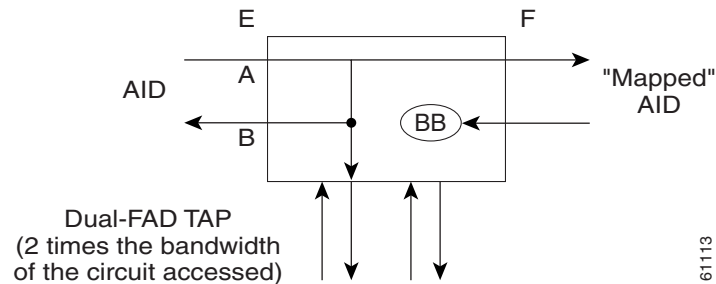 E
F
A
AID
B
BB
"Mapped"
AID
Dual-FAD TAP
(2 times the bandwidth
of the circuit accessed)
61113